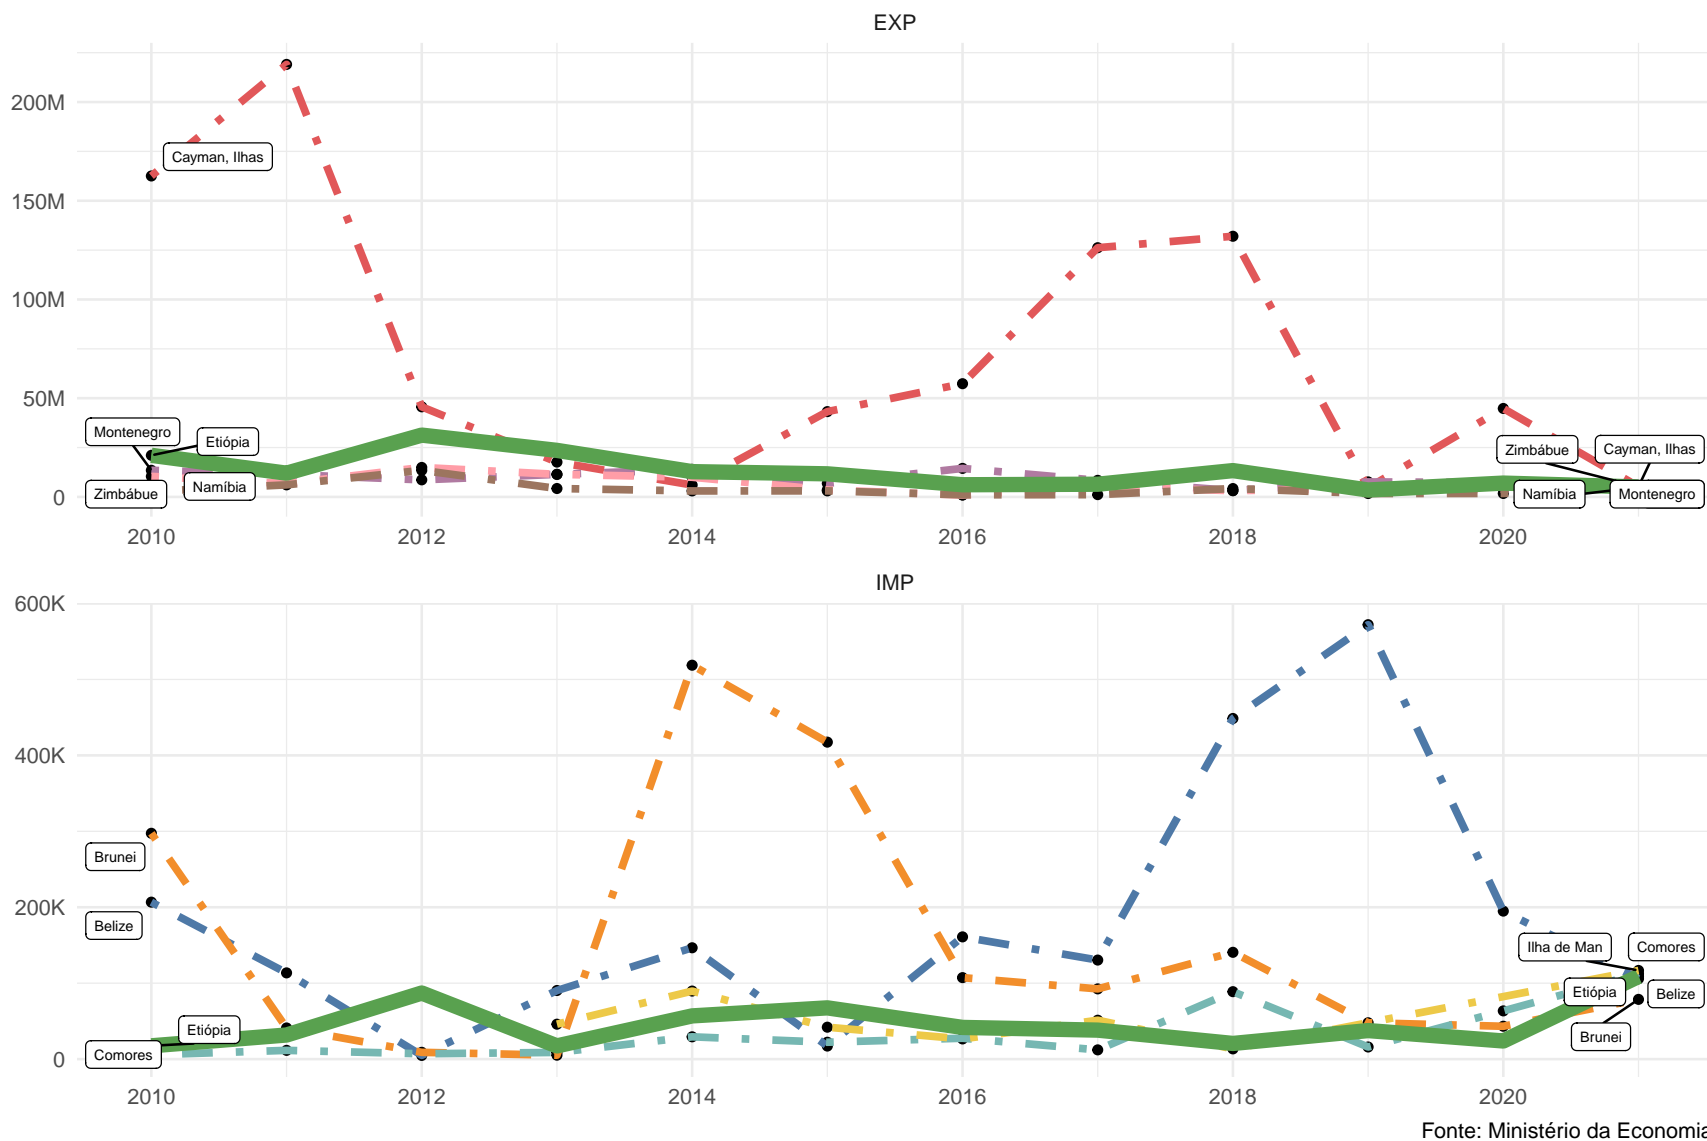 EXP
200M
150M
100M
50M
0
Cayman, Ilhas
Montenegro
Etiópia
Zimbábue
Namíbia
Zimbábue
Cayman, Ilhas
Namíbia
Montenegro
2010 2012 2014 2016 2018 2020
IMP
600K
400K
200K
0
Brunei
Belize
Etiópia
Comores
Ilha de Man
Comores
Etiópia
Belize
Brunei
2010 2012 2014 2016 2018 2020
Fonte: Ministério da Economia